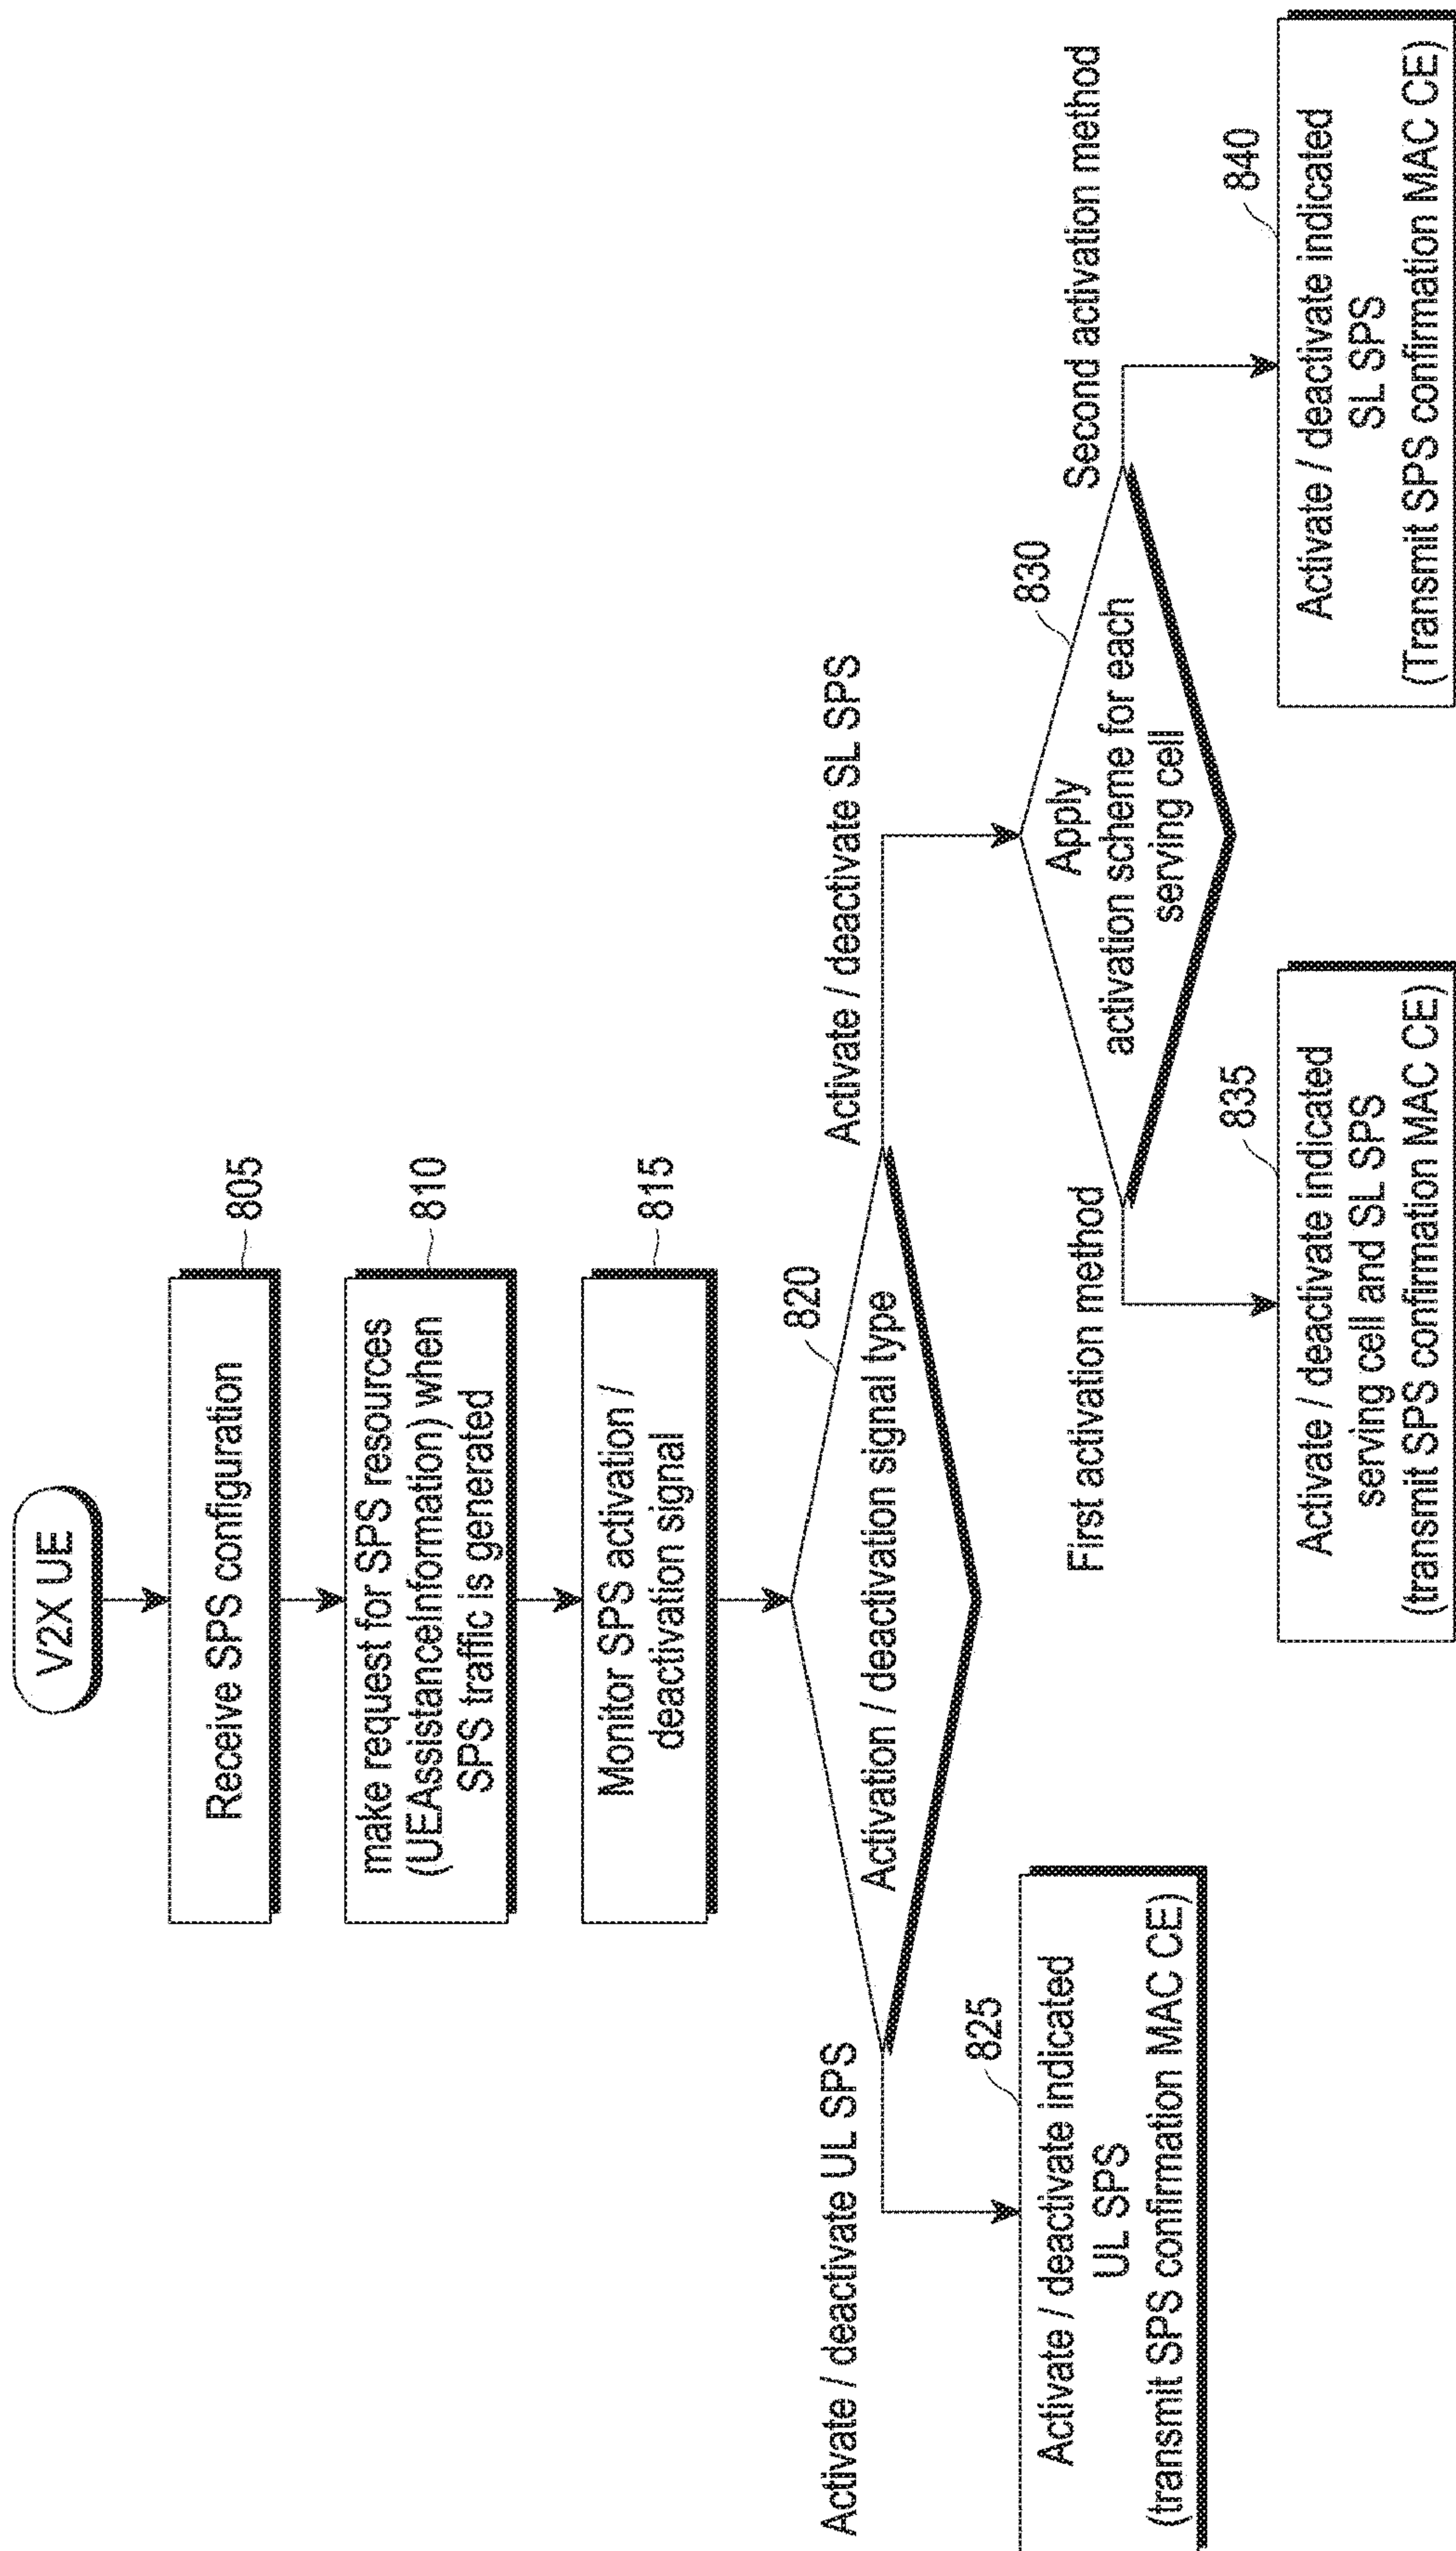 V2X UE
805
Receive SPS configuration
810
make request for SPS resources
(UEAssistanceInformation) when
SPS traffic is generated
815
Monitor SPS activation /
deactivation signal
820
Activation / deactivation signal type
Activate / deactivate UL SPS
Activate / deactivate SL SPS
825
Activate / deactivate indicated
UL SPS
(transmit SPS confirmation MAC CE)
830
Apply
activation scheme for each
serving cell
First activation method
Second activation method
835
Activate / deactivate indicated
serving cell and SL SPS
(transmit SPS confirmation MAC CE)
840
Activate / deactivate indicated
SL SPS
(Transmit SPS confirmation MAC CE)